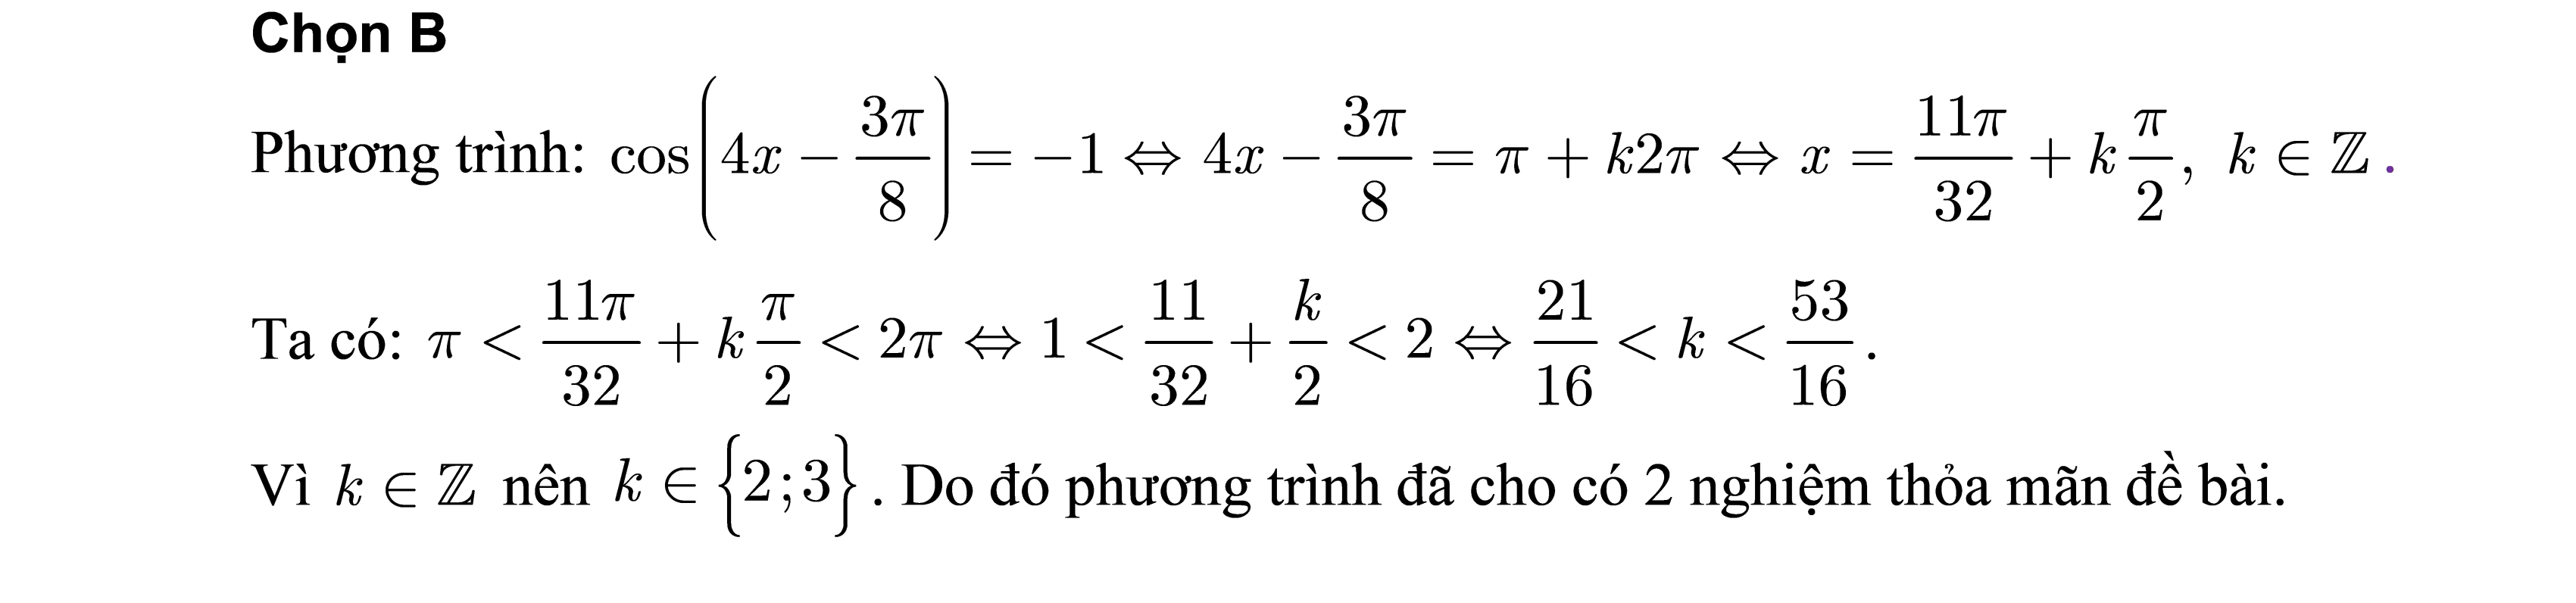 Chọn B
Phương trình: $\cos\left(4x - \frac{3\pi}{8}\right) = -1 \Leftrightarrow 4x - \frac{3\pi}{8} = \pi + k2\pi \Leftrightarrow x = \frac{11\pi}{32} + k\frac{\pi}{2},\ k \in \mathbb{Z}$.
Ta có: $\pi < \frac{11\pi}{32} + k\frac{\pi}{2} < 2\pi \Leftrightarrow 1 < \frac{11}{32} + \frac{k}{2} < 2 \Leftrightarrow \frac{21}{16} < k < \frac{53}{16}$.
Vì $k \in \mathbb{Z}$ nên $k \in \{2;3\}$. Do đó phương trình đã cho có 2 nghiệm thỏa mãn đề bài.